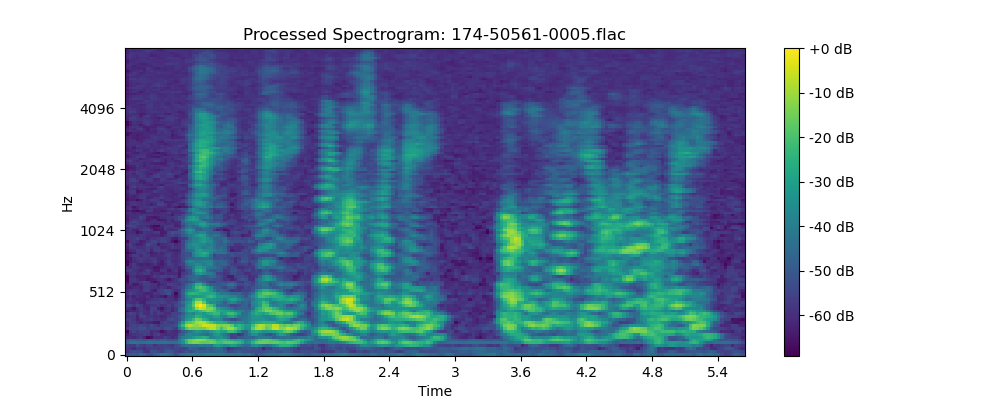 Processed Spectrogram: 174-50561-0005.flac
Hz
4096
2048
1024
512
0
0 0.6 1.2 1.8 2.4 3 3.6 4.2 4.8 5.4
Time
+0 dB
-10 dB
-20 dB
-30 dB
-40 dB
-50 dB
-60 dB